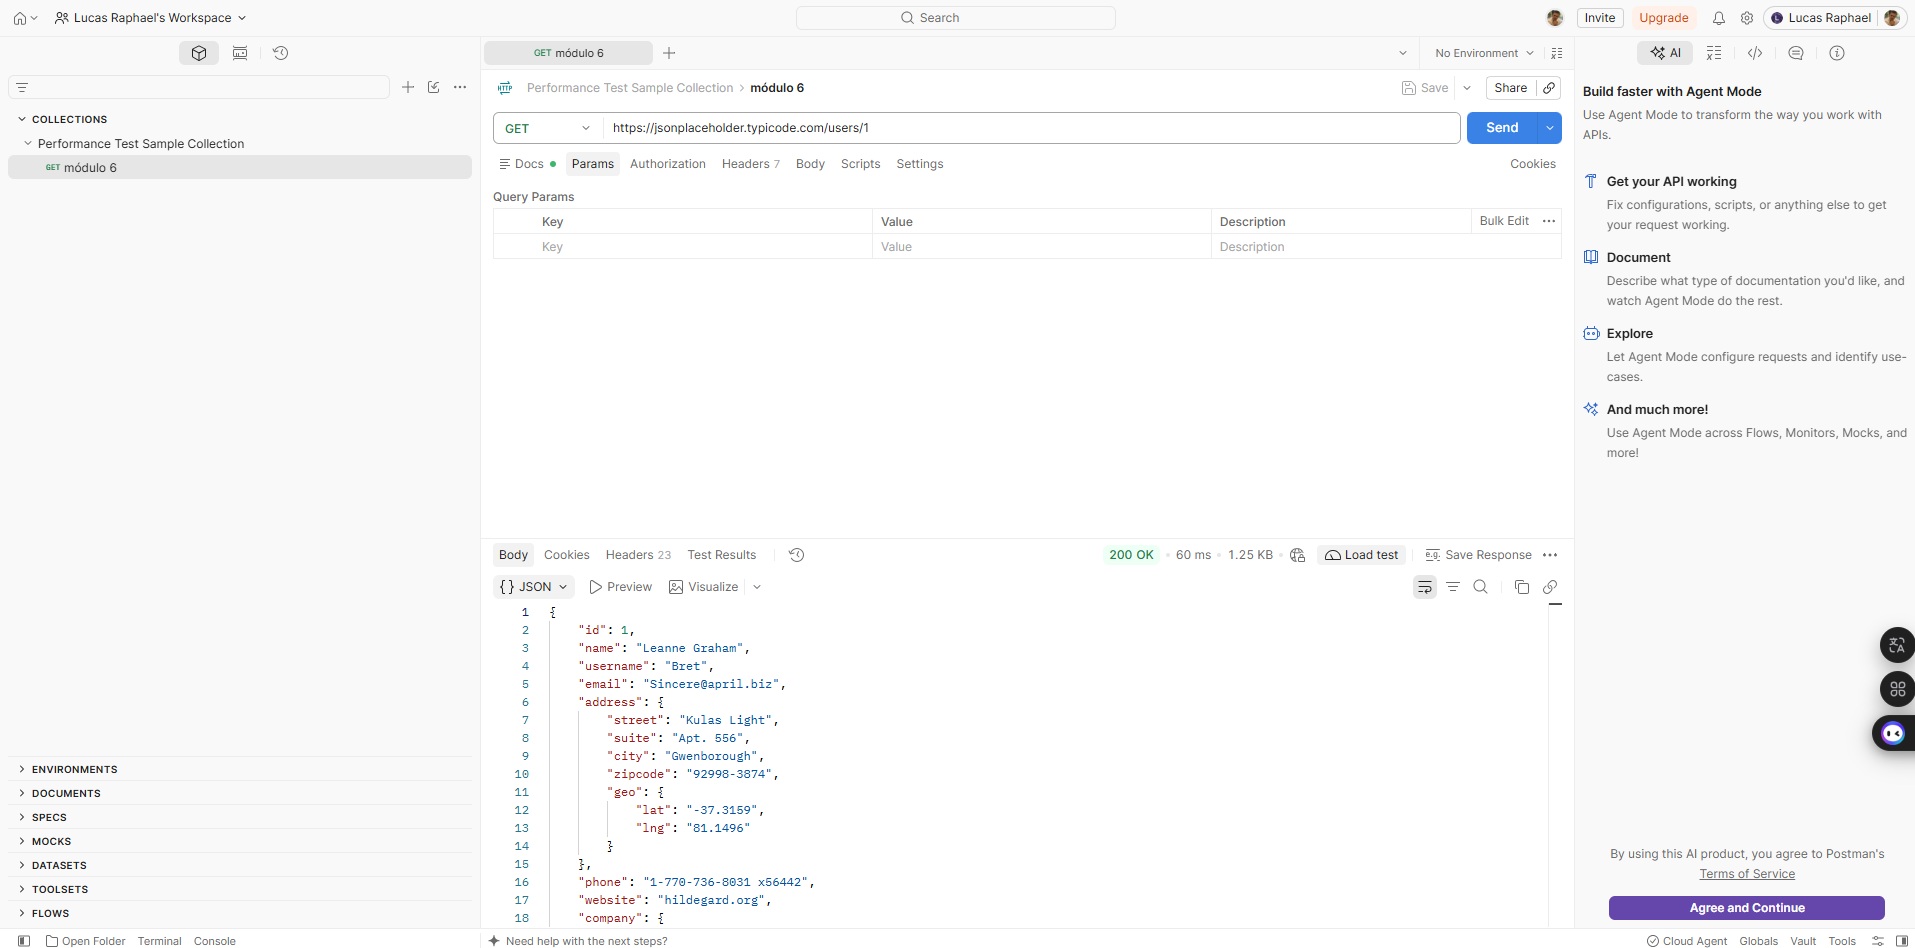 Lucas Raphael's Workspace
Search
Invite
Upgrade
Lucas Raphael
GET módulo 6
No Environment
AI
Performance Test Sample Collection > módulo 6
Save
Share
COLLECTIONS
Performance Test Sample Collection
GET módulo 6
GET
https://jsonplaceholder.typicode.com/users/1
Send
Docs
Params
Authorization
Headers 7
Body
Scripts
Settings
Cookies
Query Params
Key
Value
Description
Bulk Edit
Key
Value
Description
Body
Cookies
Headers 23
Test Results
200 OK
60 ms
1.25 KB
Load test
e.g. Save Response
{} JSON
Preview
Visualize
1 {
2 "id": 1,
3 "name": "Leanne Graham",
4 "username": "Bret",
5 "email": "Sincere@april.biz",
6 "address": {
7 "street": "Kulas Light",
8 "suite": "Apt. 556",
9 "city": "Gwenborough",
10 "zipcode": "92998-3874",
11 "geo": {
12 "lat": "-37.3159",
13 "lng": "81.1496"
14 }
15 },
16 "phone": "1-770-736-8031 x56442",
17 "website": "hildegard.org",
18 "company": {
Build faster with Agent Mode
Use Agent Mode to transform the way you work with
APIs.
Get your API working
Fix configurations, scripts, or anything else to get
your request working.
Document
Describe what type of documentation you'd like, and
watch Agent Mode do the rest.
Explore
Let Agent Mode configure requests and identify use-
cases.
And much more!
Use Agent Mode across Flows, Monitors, Mocks, and
more!
By using this AI product, you agree to Postman's
Terms of Service
Agree and Continue
ENVIRONMENTS
DOCUMENTS
SPECS
MOCKS
DATASETS
TOOLSETS
FLOWS
Open Folder
Terminal
Console
Need help with the next steps?
Cloud Agent
Globals
Vault
Tools